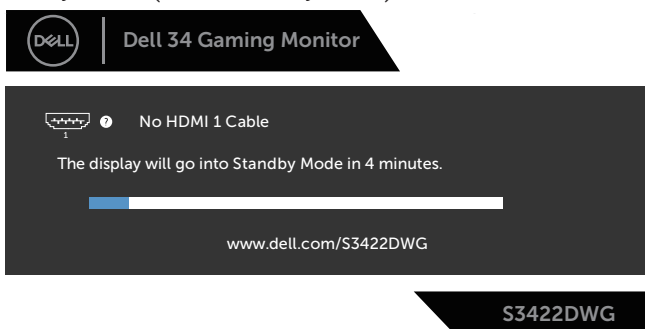 DELL
Dell 34 Gaming Monitor
? No HDMI 1 Cable
1
The display will go into Standby Mode in 4 minutes.
www.dell.com/S3422DWG
S3422DWG